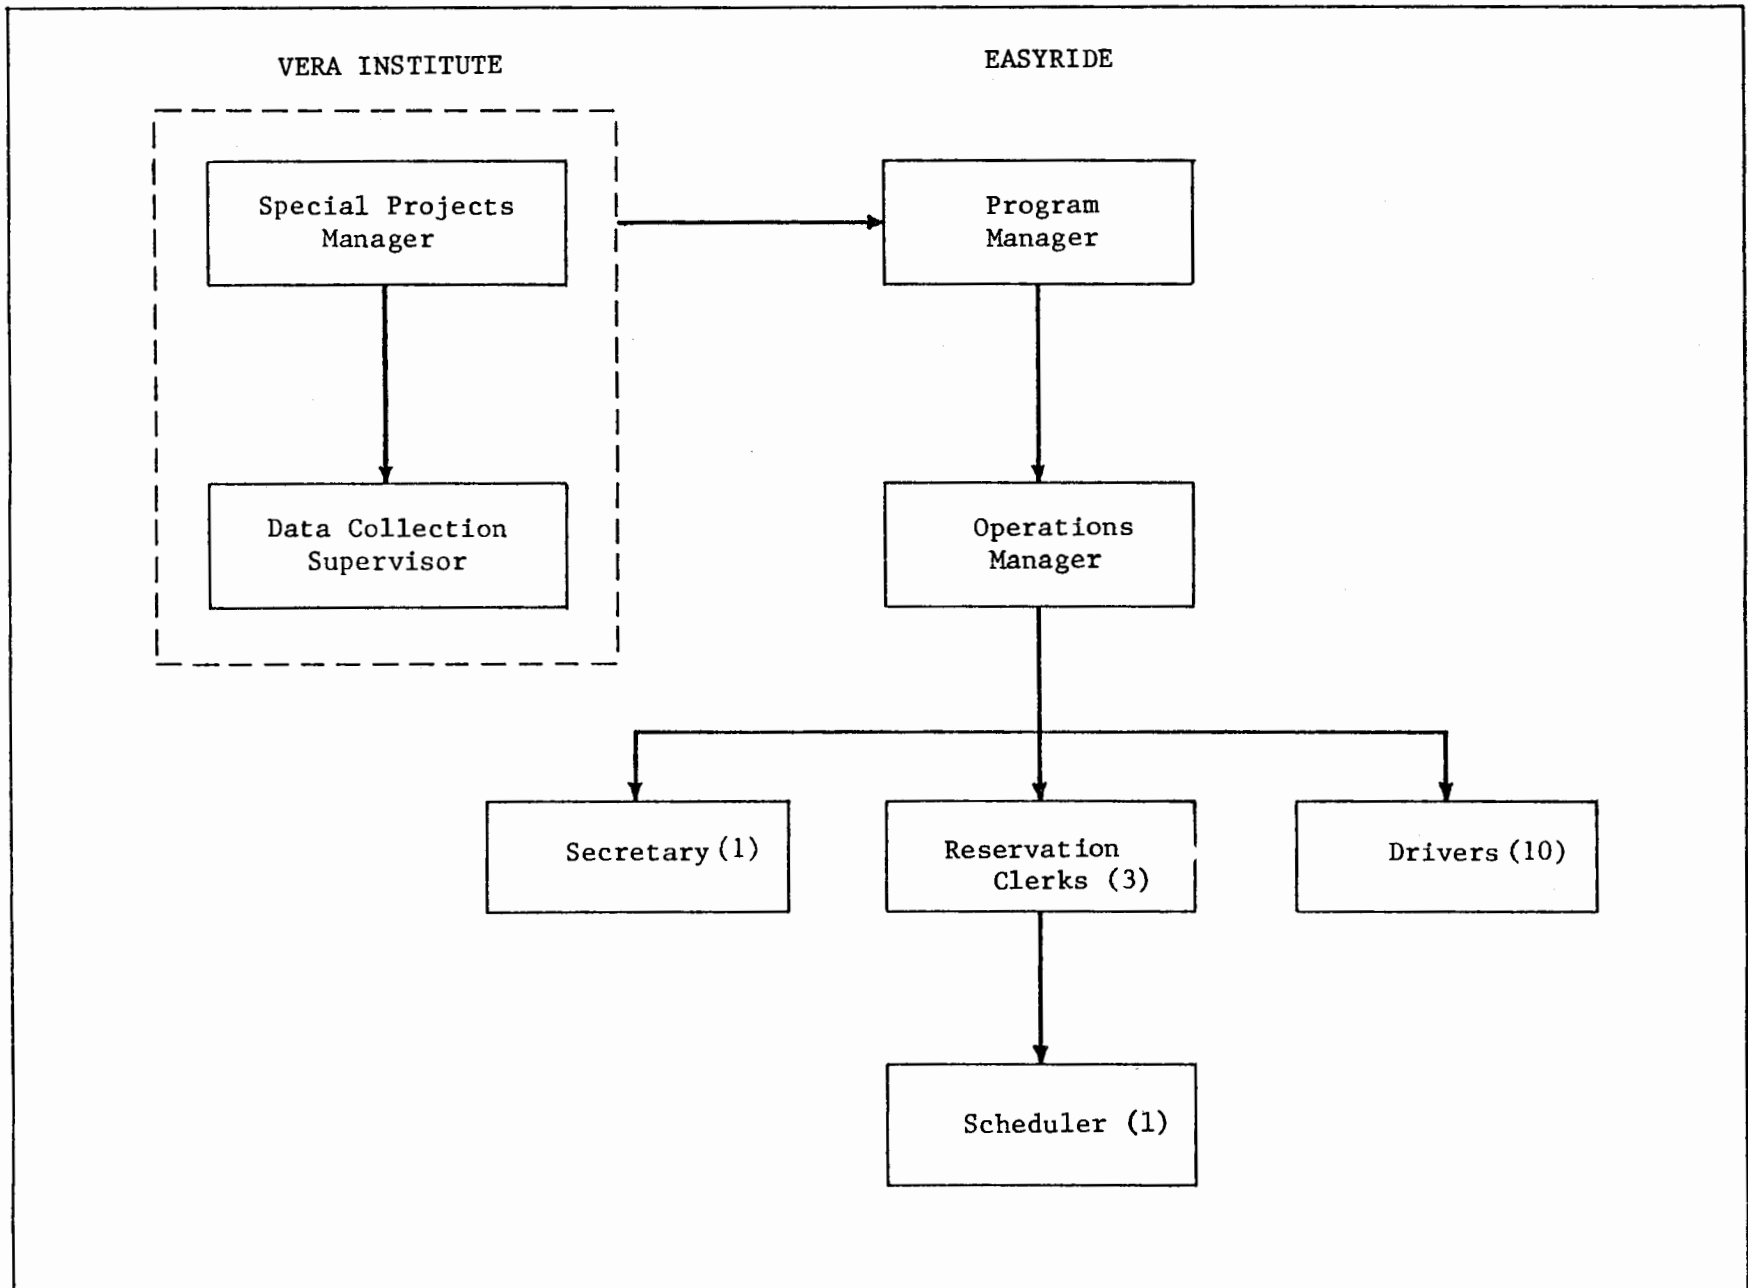 VERA INSTITUTE
EASYRIDE
Special Projects
Manager
Program
Manager
Data Collection
Supervisor
Operations
Manager
Secretary (1)
Reservation
Clerks (3)
Drivers (10)
Scheduler (1)